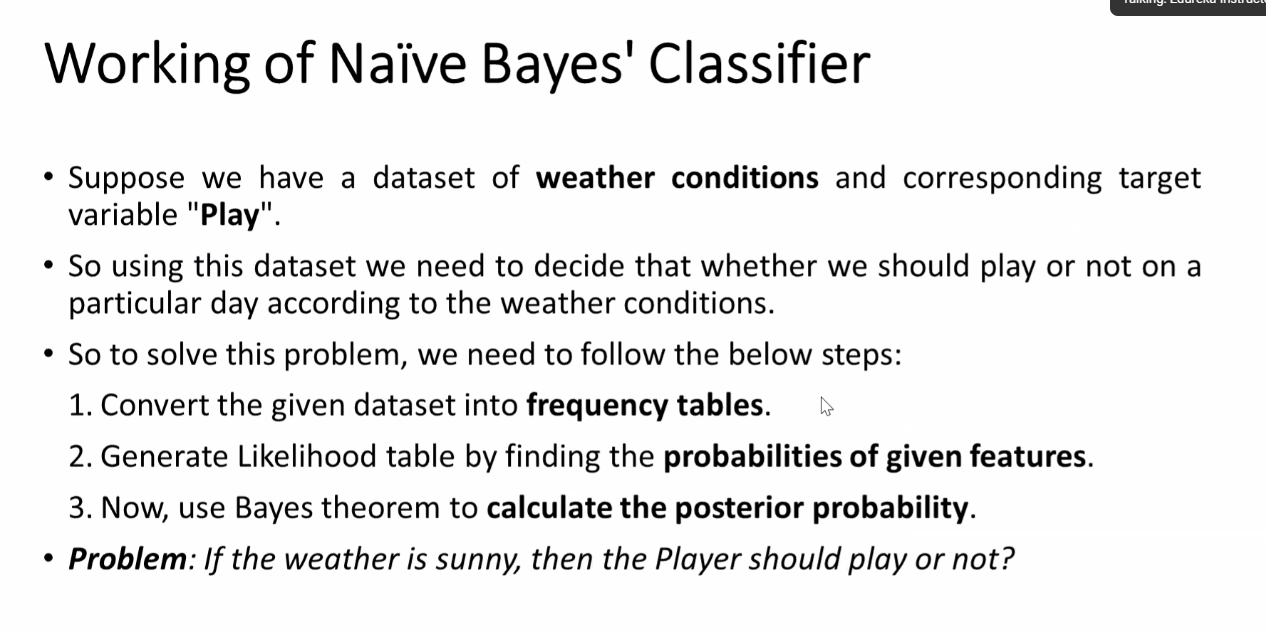 Working of Naïve Bayes' Classifier
• Suppose we have a dataset of weather conditions and corresponding target
variable "Play".
• So using this dataset we need to decide that whether we should play or not on a
particular day according to the weather conditions.
• So to solve this problem, we need to follow the below steps:
1. Convert the given dataset into frequency tables.
2. Generate Likelihood table by finding the probabilities of given features.
3. Now, use Bayes theorem to calculate the posterior probability.
• Problem: If the weather is sunny, then the Player should play or not?